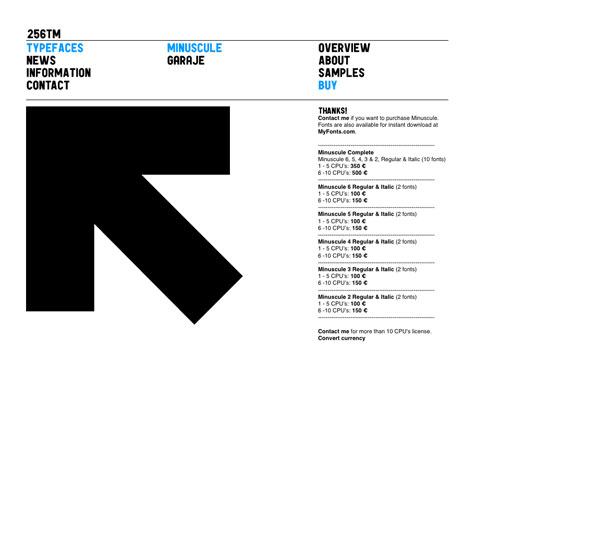 256TM
TYPEFACES
NEWS
INFORMATION
CONTACT
MINUSCULE
GARAJE
OVERVIEW
ABOUT
SAMPLES
BUY
THANKS!
Contact me if you want to purchase Minuscule.
Fonts are also available for instant download at
MyFonts.com.
Minuscule Complete
Minuscule 6, 5, 4, 3 & 2, Regular & Italic (10 fonts)
1 - 5 CPU's: 350 €
6 -10 CPU's: 500 €
Minuscule 6 Regular & Italic (2 fonts)
1 - 5 CPU's: 100 €
6 -10 CPU's: 150 €
Minuscule 5 Regular & Italic (2 fonts)
1 - 5 CPU's: 100 €
6 -10 CPU's: 150 €
Minuscule 4 Regular & Italic (2 fonts)
1 - 5 CPU's: 100 €
6 -10 CPU's: 150 €
Minuscule 3 Regular & Italic (2 fonts)
1 - 5 CPU's: 100 €
6 -10 CPU's: 150 €
Minuscule 2 Regular & Italic (2 fonts)
1 - 5 CPU's: 100 €
6 -10 CPU's: 150 €
Contact me for more than 10 CPU's license.
Convert currency